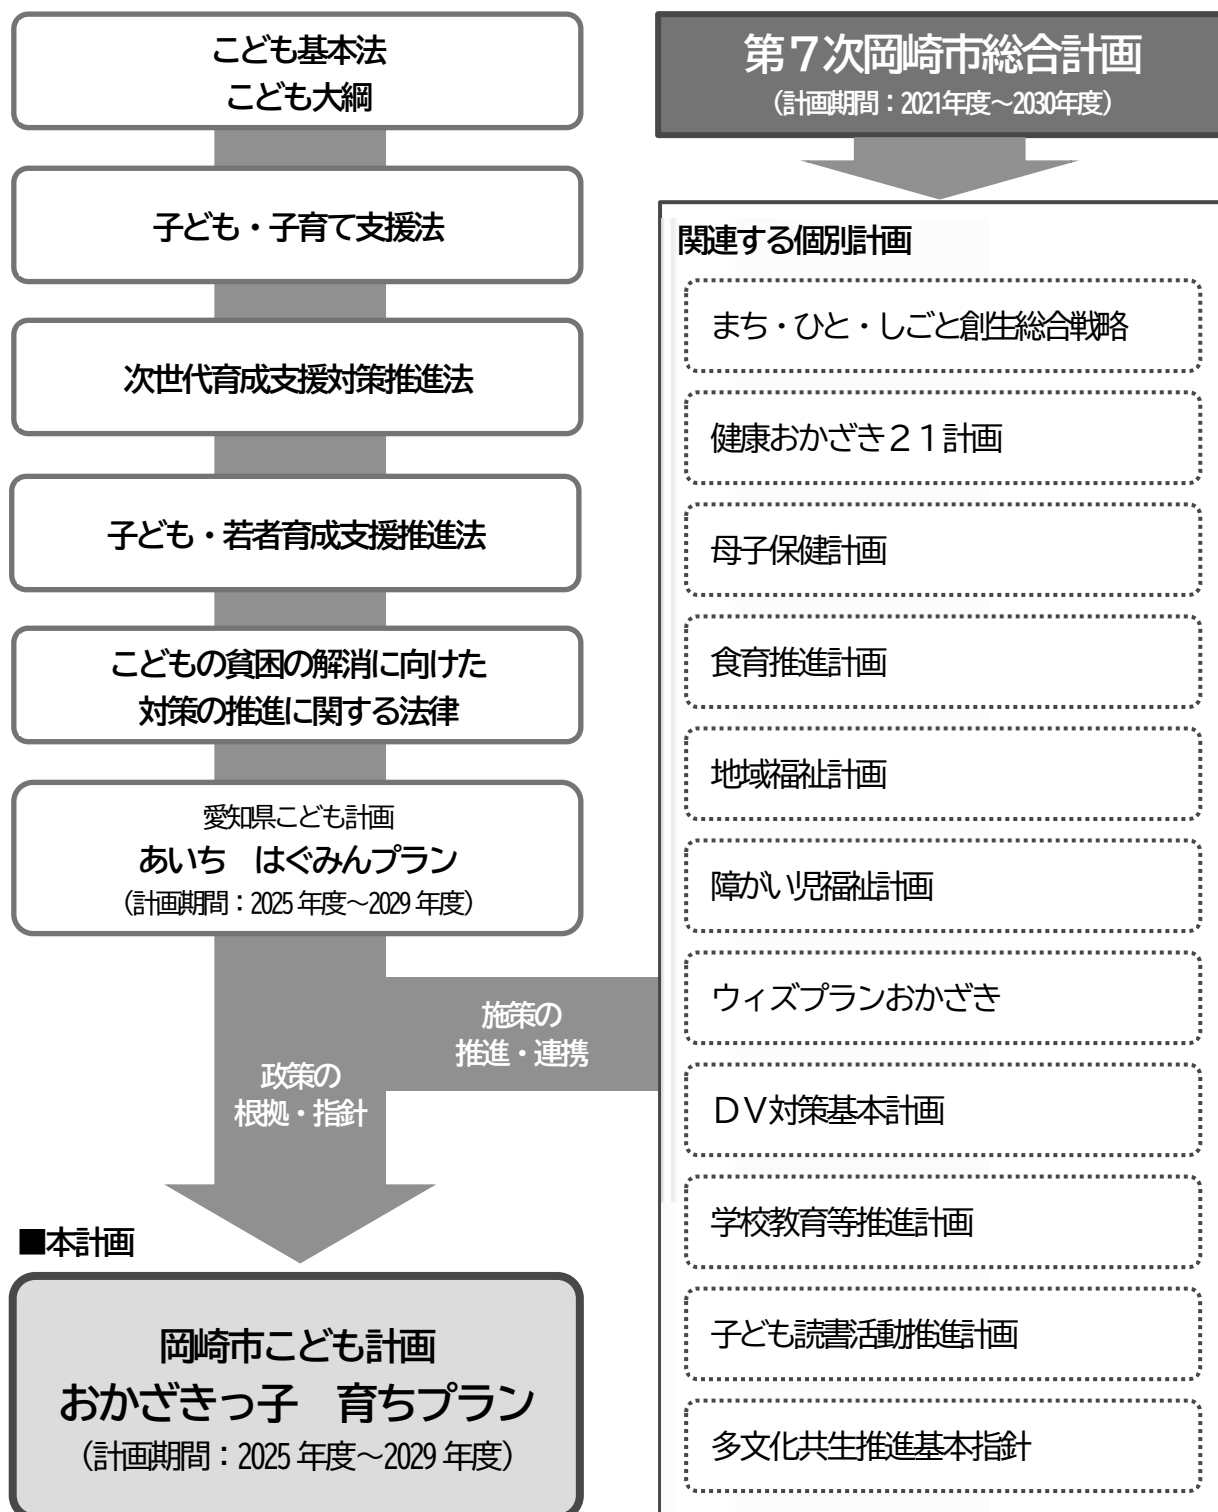 こども基本法
こども大綱
子ども・子育て支援法
次世代育成支援対策推進法
子ども・若者育成支援推進法
こどもの貧困の解消に向けた
対策の推進に関する法律
愛知県こども計画
あいち　はぐみんプラン
（計画期間：2025 年度～2029 年度）
施策の
推進・連携
政策の
根拠・指針
■本計画
岡崎市こども計画
おかざきっ子　育ちプラン
（計画期間：2025 年度～2029 年度）
第７次岡崎市総合計画
（計画期間：2021年度～2030年度）
関連する個別計画
まち・ひと・しごと創生総合戦略
健康おかざき２１計画
母子保健計画
食育推進計画
地域福祉計画
障がい児福祉計画
ウィズプランおかざき
ＤＶ対策基本計画
学校教育等推進計画
子ども読書活動推進計画
多文化共生推進基本指針